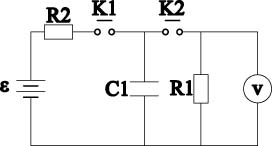 K1 K2
R2
ε C1 R1 v